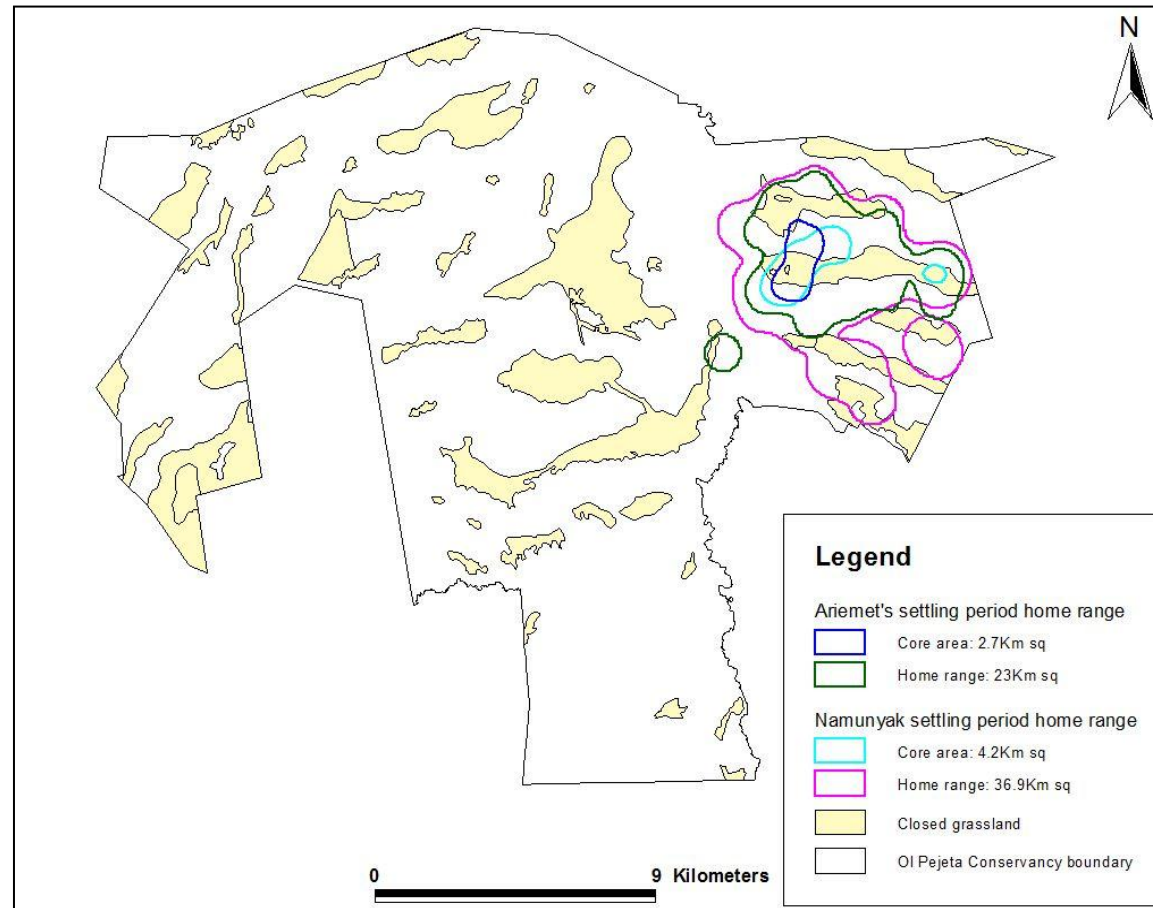 N
Legend
Ariemet's settling period home range
Core area: 2.7Km sq
Home range: 23Km sq
Namunyak settling period home range
Core area: 4.2Km sq
Home range: 36.9Km sq
Closed grassland
Ol Pejeta Conservancy boundary
0 9 Kilometers